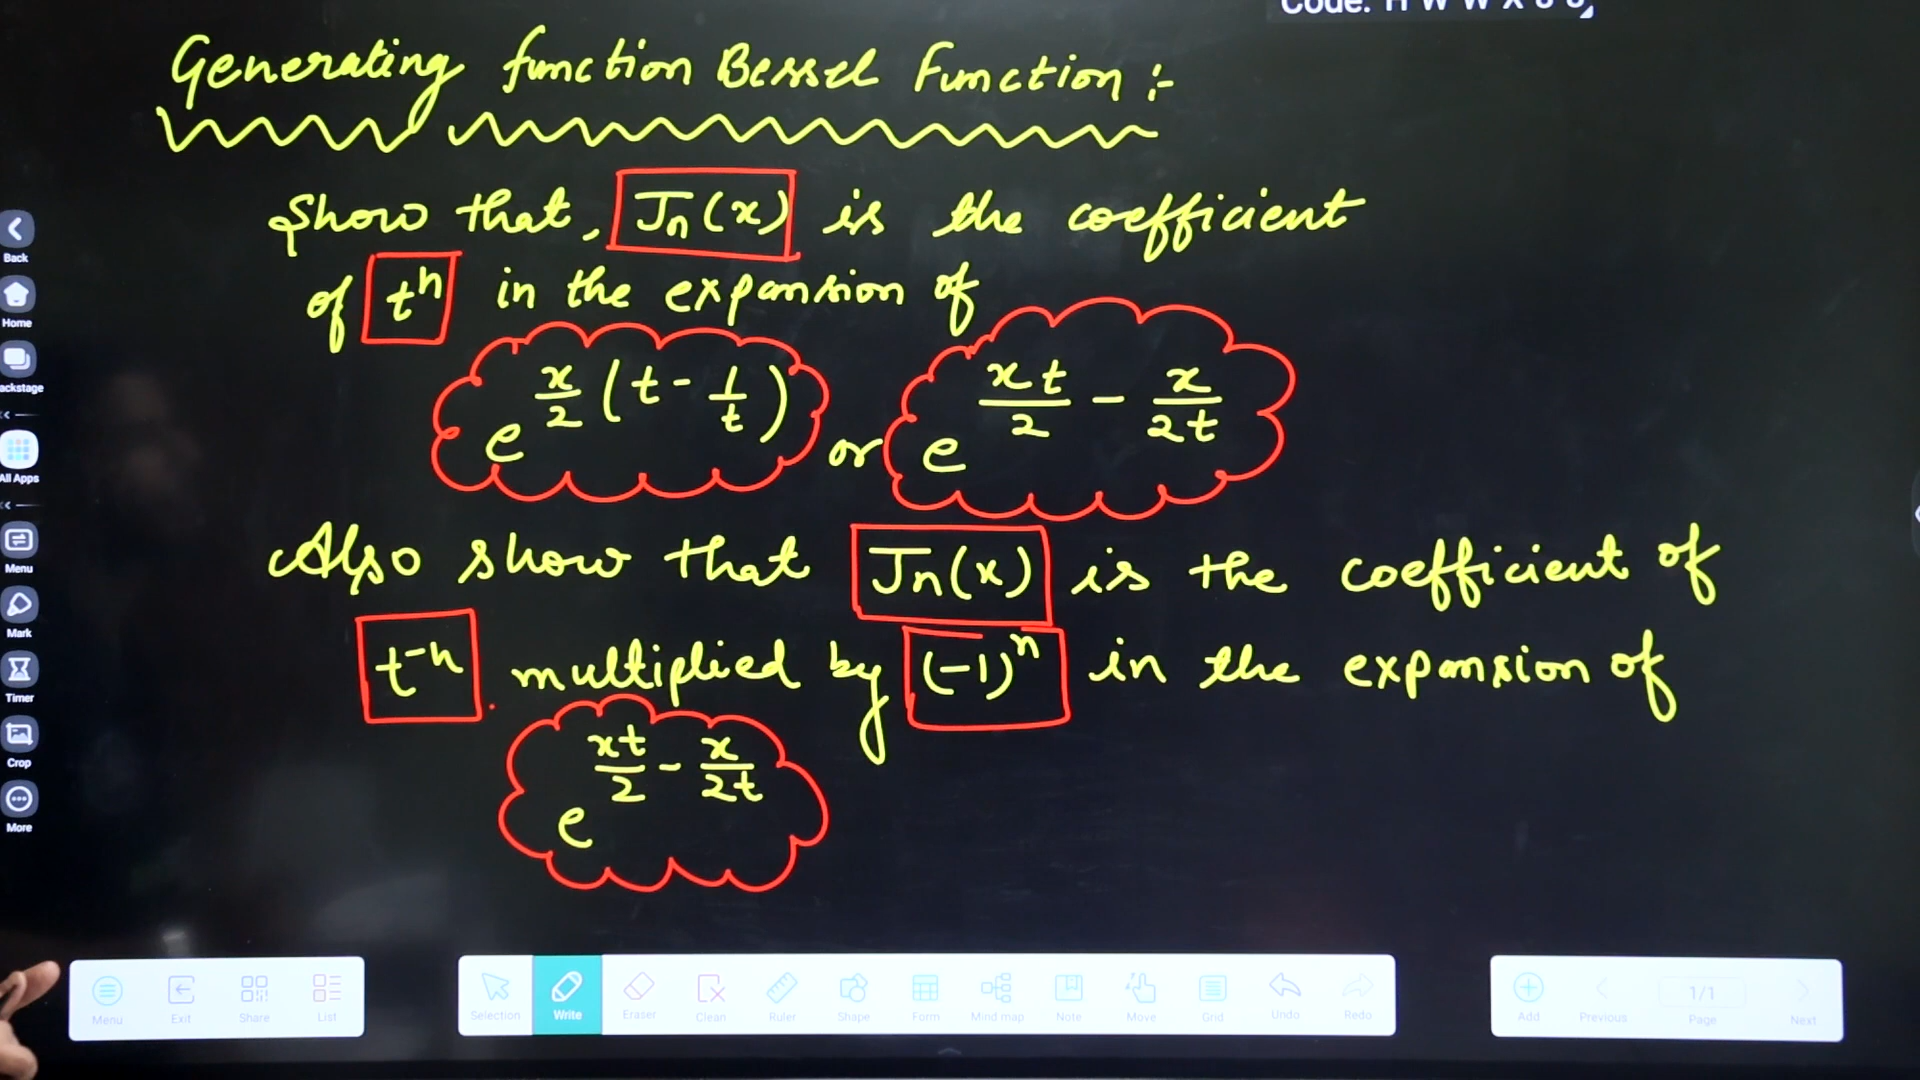 Code: H W W X
Generating function Bessel Function :-
Show that, Jn(x) is the coefficient
of t^n in the expansion of
e^{x/2 (t - 1/t)} or e^{xt/2 - x/2t}
Also show that Jn(x) is the coefficient of
t^-n multiplied by (-1)^n in the expansion of
e^{xt/2 - x/2t}
Back
Home
ackstage
All Apps
Menu
Mark
Timer
Crop
More
Menu Exit Share List
Selection Write Eraser Clean Ruler Shape Form Mind map Note Move Grid Undo Redo
1/1
Add Previous Page Next